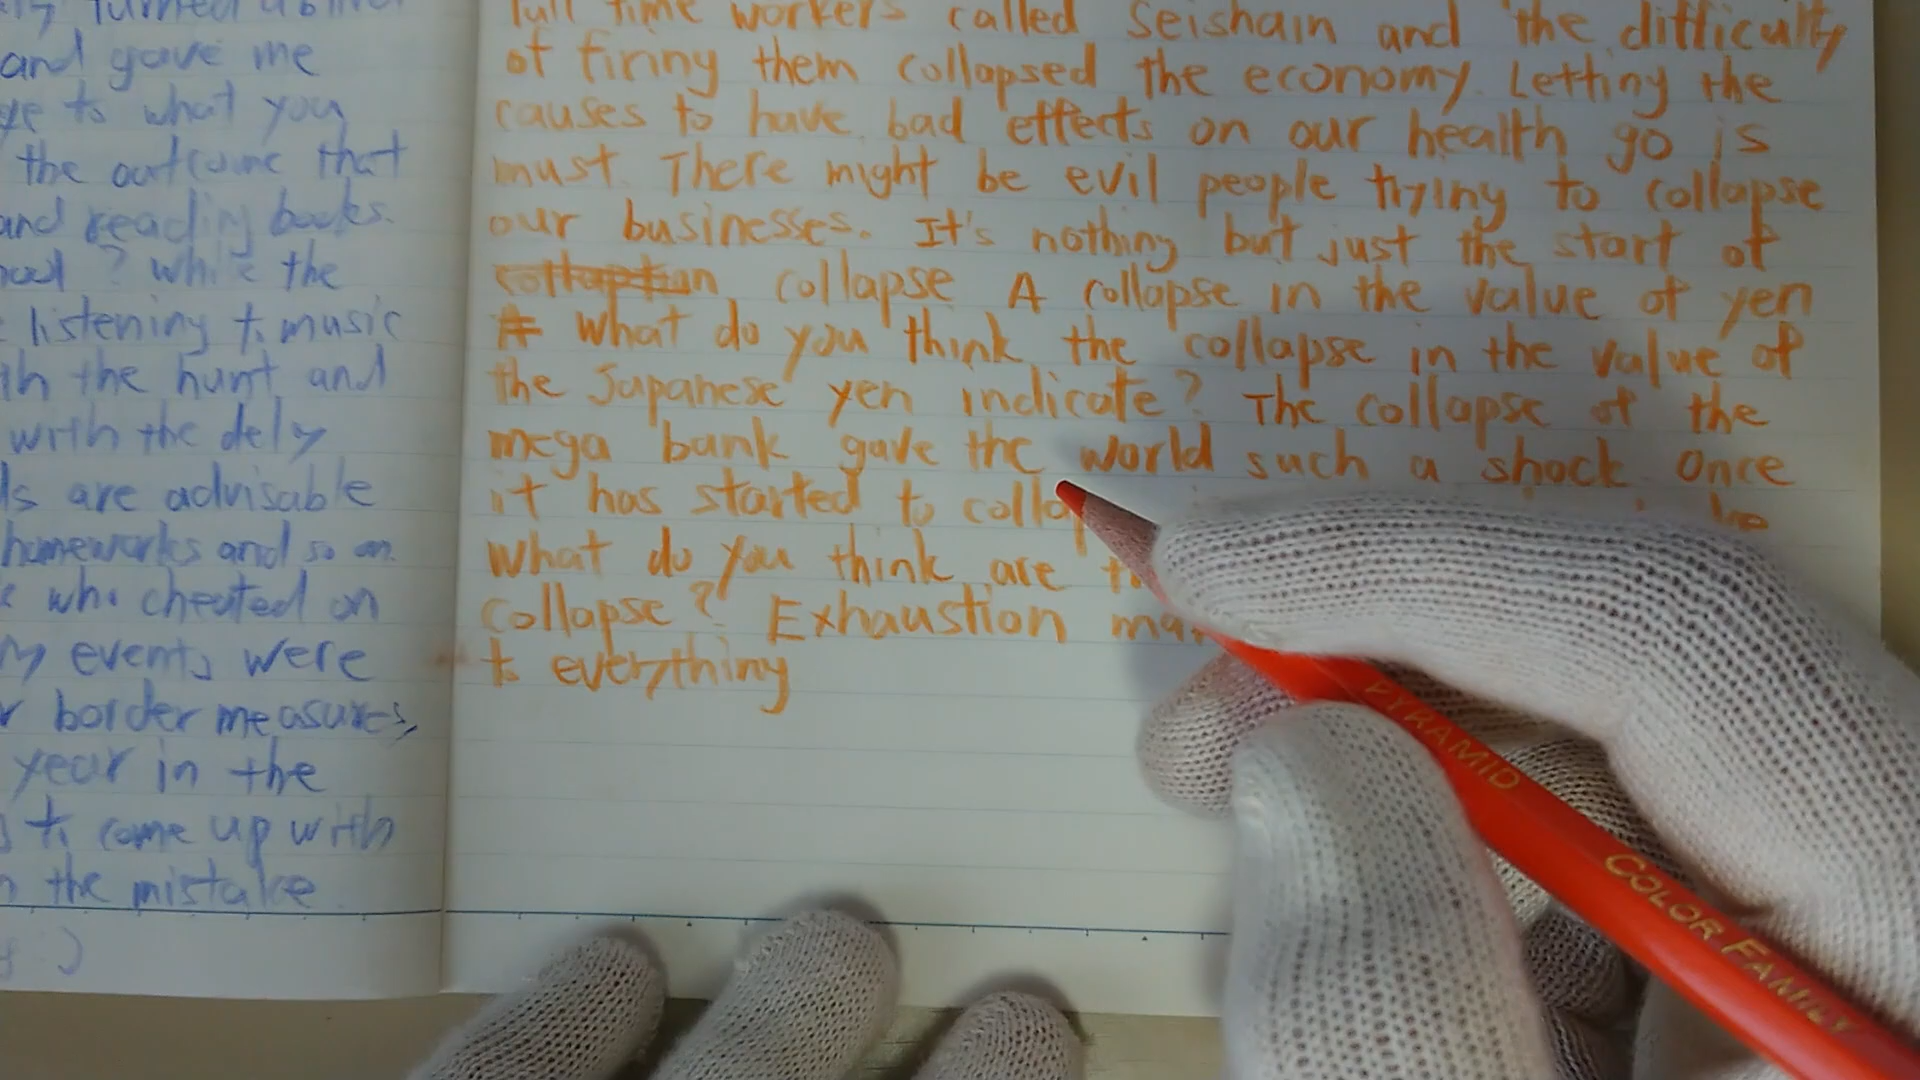 and gave me
to what you
the outcome that
and reading books.
? while the
listening to music
the hunt and
with the dely
are advisable
homeworks and so on.
who cheated on
events were
border measures,
year in the
to come up with
the mistake
full time workers called Seishain and the difficulty
of firiny them collapsed the economy. Letting the
causes to have bad effects on our health go is
must. There might be evil people trying to collapse
our businesses. It's nothing but just the start of
collapse A collapse in the value of yen
What do you think the collapse in the value of
the Japanese yen indicate? The collapse of the
mega bank gave the world such a shock. Once
it has started to
What do you think are
collapse? Exhaustion
to everything
PYRAMID
COLOR FAMILY